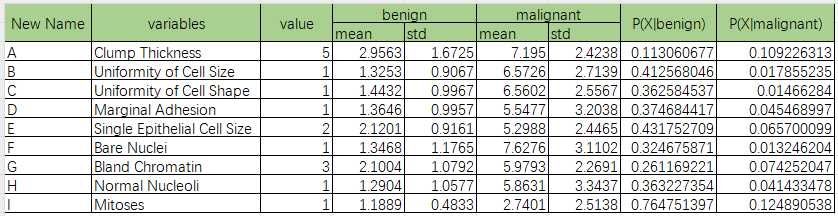 New Name variables value benign malignant P(X|benign) P(X|malignant)
mean std mean std
A Clump Thickness 5 2.9563 1.6725 7.195 2.4238 0.113060677 0.109226313
B Uniformity of Cell Size 1 1.3253 0.9067 6.5726 2.7139 0.412568046 0.017855235
C Uniformity of Cell Shape 1 1.4432 0.9967 6.5602 2.5567 0.362584537 0.01466284
D Marginal Adhesion 1 1.3646 0.9957 5.5477 3.2038 0.374684417 0.045468997
E Single Epithelial Cell Size 2 2.1201 0.9161 5.2988 2.4465 0.431752709 0.065700099
F Bare Nuclei 1 1.3468 1.1765 7.6276 3.1102 0.324675871 0.013246204
G Bland Chromatin 3 2.1004 1.0792 5.9793 2.2691 0.261169221 0.074252047
H Normal Nucleoli 1 1.2904 1.0577 5.8631 3.3437 0.363227354 0.041433478
I Mitoses 1 1.1889 0.4833 2.7401 2.5138 0.764751397 0.124890538